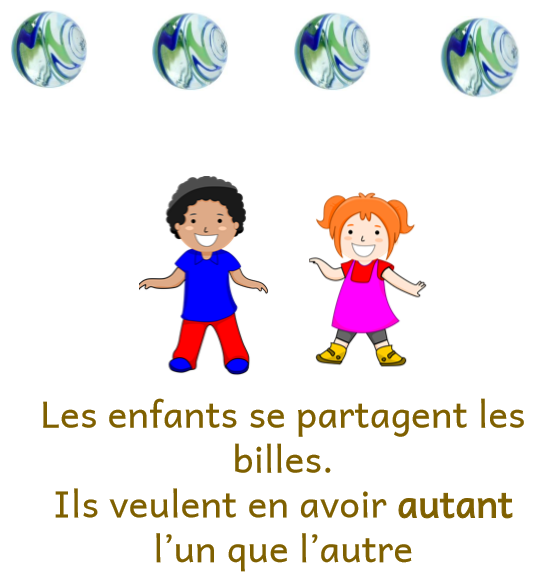 Les enfants se partagent les
billes.
Ils veulent en avoir autant
l'un que l'autre